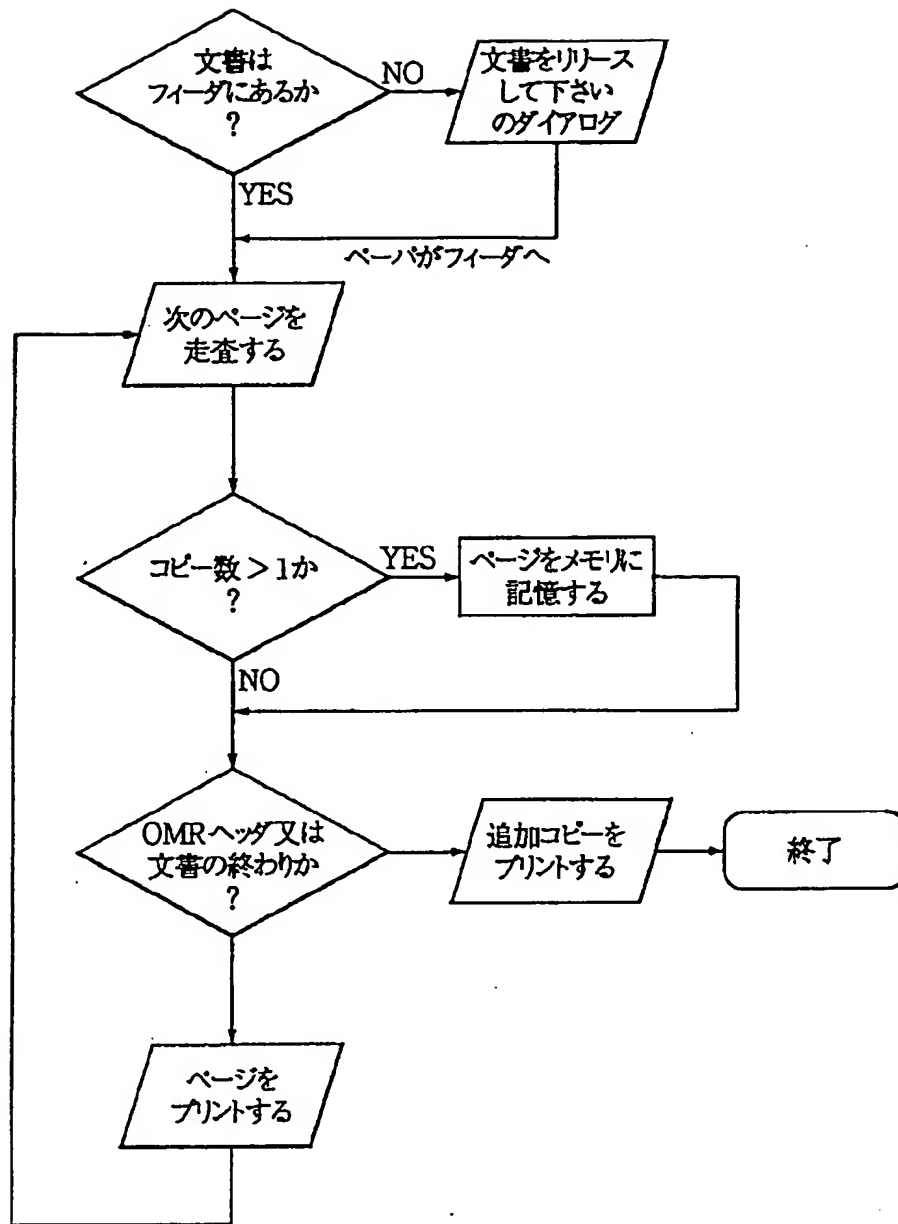 文書は
フィーダにあるか
?
NO
文書をリリース
して下さい
のダイアログ
YES
ペーパがフィーダへ
次のページを
走査する
コピー数>1か
?
YES
ページをメモリに
記憶する
NO
OMRヘッダ又は
文書の終わりか
?
追加コピーを
プリントする
終了
ページを
プリントする